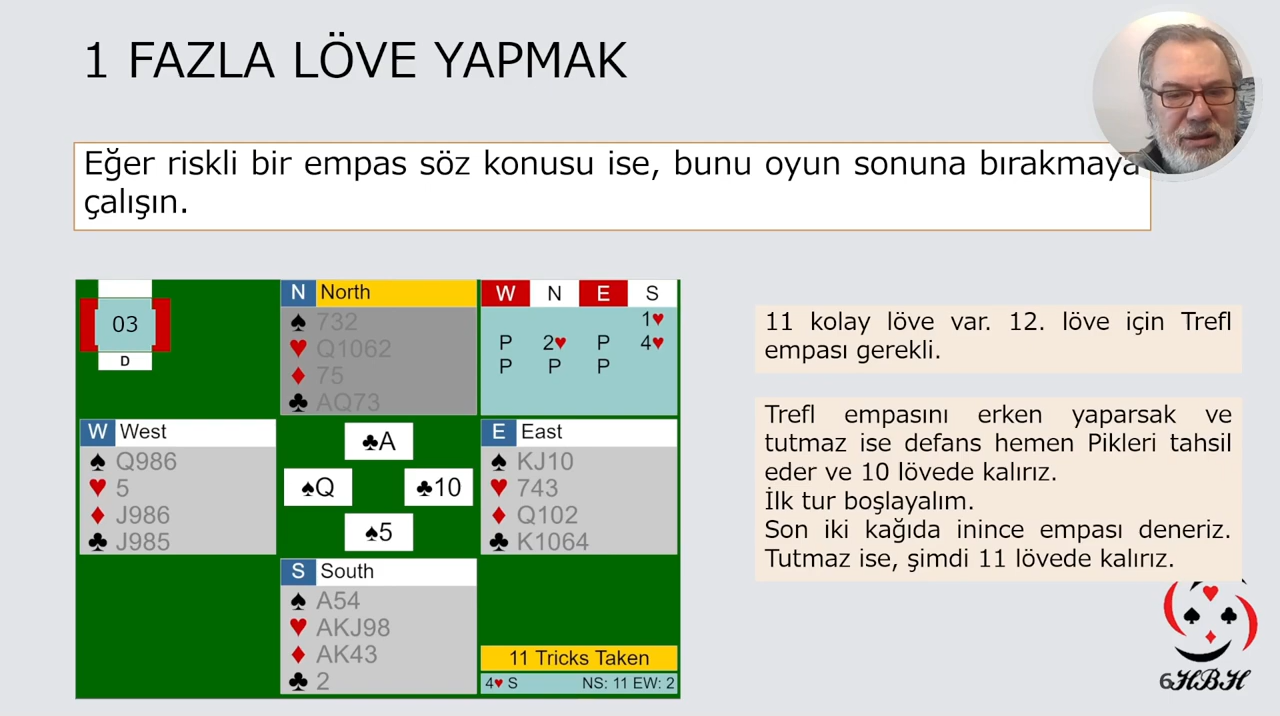 1 FAZLA LÖVE YAPMAK
Eğer riskli bir empas söz konusu ise, bunu oyun sonuna bırakmaya
çalışın.
03
D
N North
♠ 732
♥ Q1062
♦ 75
♣ AQ73
W N E S
1♥
P 2♥ P 4♥
P P P
W West
♠ Q986
♥ 5
♦ J986
♣ J985
♣A
♠Q ♣10
♠5
E East
♠ KJ10
♥ 743
♦ Q102
♣ K1064
S South
♠ A54
♥ AKJ98
♦ AK43
♣ 2
11 Tricks Taken
4♥ S NS: 11 EW: 2
11 kolay löve var. 12. löve için Trefl
empası gerekli.
Trefl empasını erken yaparsak ve
tutmaz ise defans hemen Pikleri tahsil
eder ve 10 lövede kalırız.
İlk tur boşlayalım.
Son iki kağıda inince empası deneriz.
Tutmaz ise, şimdi 11 lövede kalırız.
6
HBH